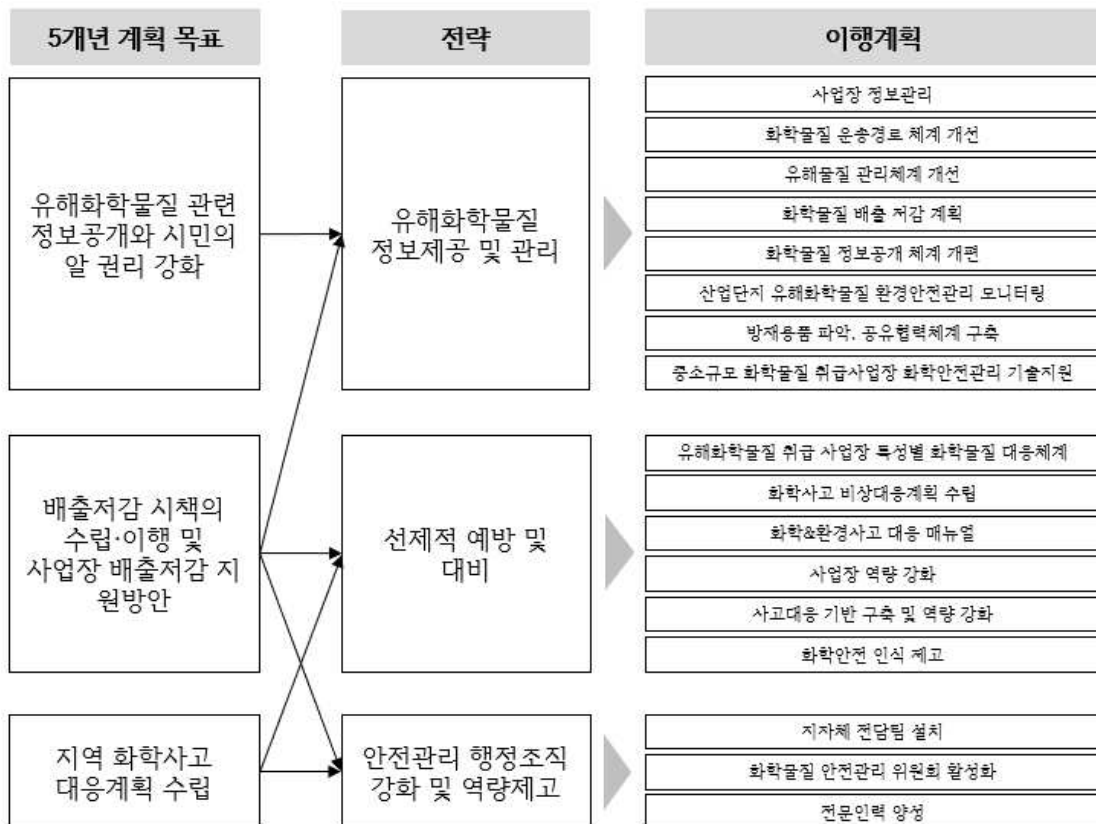 5개년 계획 목표
전략
이행계획
유해화학물질 관련
정보공개와 시민의
알 권리 강화
유해화학물질
정보제공 및 관리
사업장 정보관리
화학물질 운송경로 체계 개선
유해물질 관리체계 개선
화학물질 배출 저감 계획
화학물질 정보공개 체계 개편
산업단지 유해화학물질 환경안전관리 모니터링
방재용품 파악, 공유협력체계 구축
중소규모 화학물질 취급사업장 화학안전관리 기술지원
배출저감 시책의
수립·이행 및
사업장 배출저감 지
원방안
선제적 예방 및
대비
유해화학물질 취급 사업장 특성별 화학물질 대응체계
화학사고 비상대응계획 수립
화학&환경사고 대응 매뉴얼
사업장 역량 강화
사고대응 기반 구축 및 역량 강화
화학안전 인식 제고
지역 화학사고
대응계획 수립
안전관리 행정조직
강화 및 역량제고
지자체 전담팀 설치
화학물질 안전관리 위원회 활성화
전문인력 양성